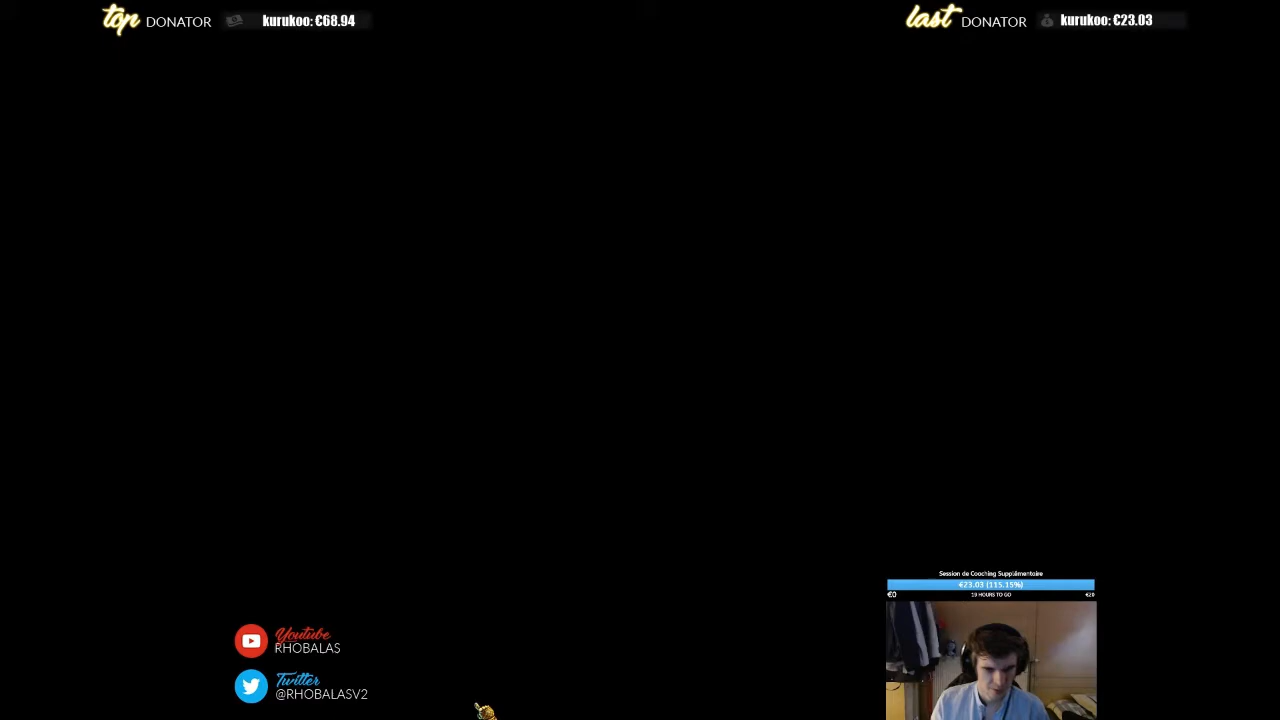 top DONATOR kurukoo: €68.94
last DONATOR kurukoo: €23.03
Session de Coaching Supplémentaire
€23.03 (115.15%)
€0 19 HOURS TO GO €20
Youtube
RHOBALAS
Twitter
@RHOBALASV2